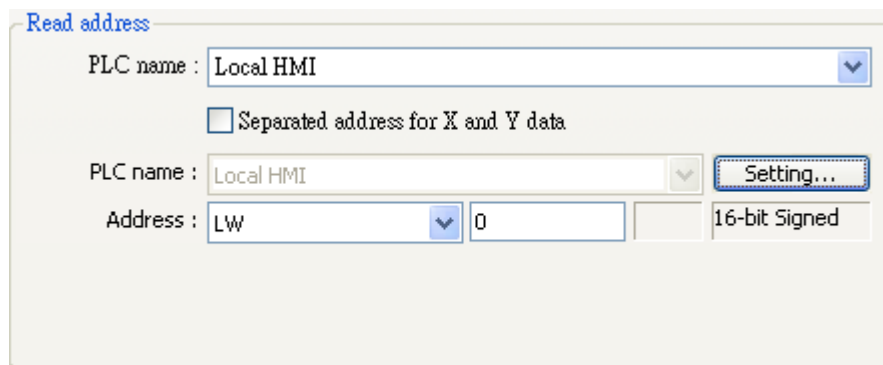 Read address
PLC name : Local HMI
Separated address for X and Y data
PLC name : Local HMI Setting...
Address : LW 0 16-bit Signed